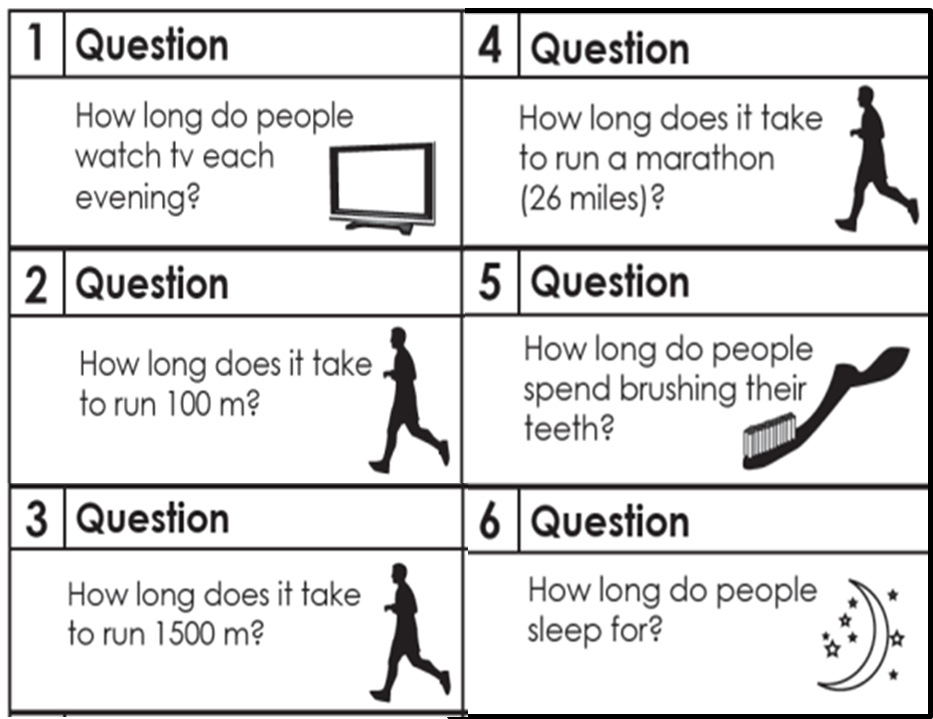 1 Question
How long do people
watch tv each
evening?
2 Question
How long does it take
to run 100 m?
3 Question
How long does it take
to run 1500 m?
4 Question
How long does it take
to run a marathon
(26 miles)?
5 Question
How long do people
spend brushing their
teeth?
6 Question
How long do people
sleep for?